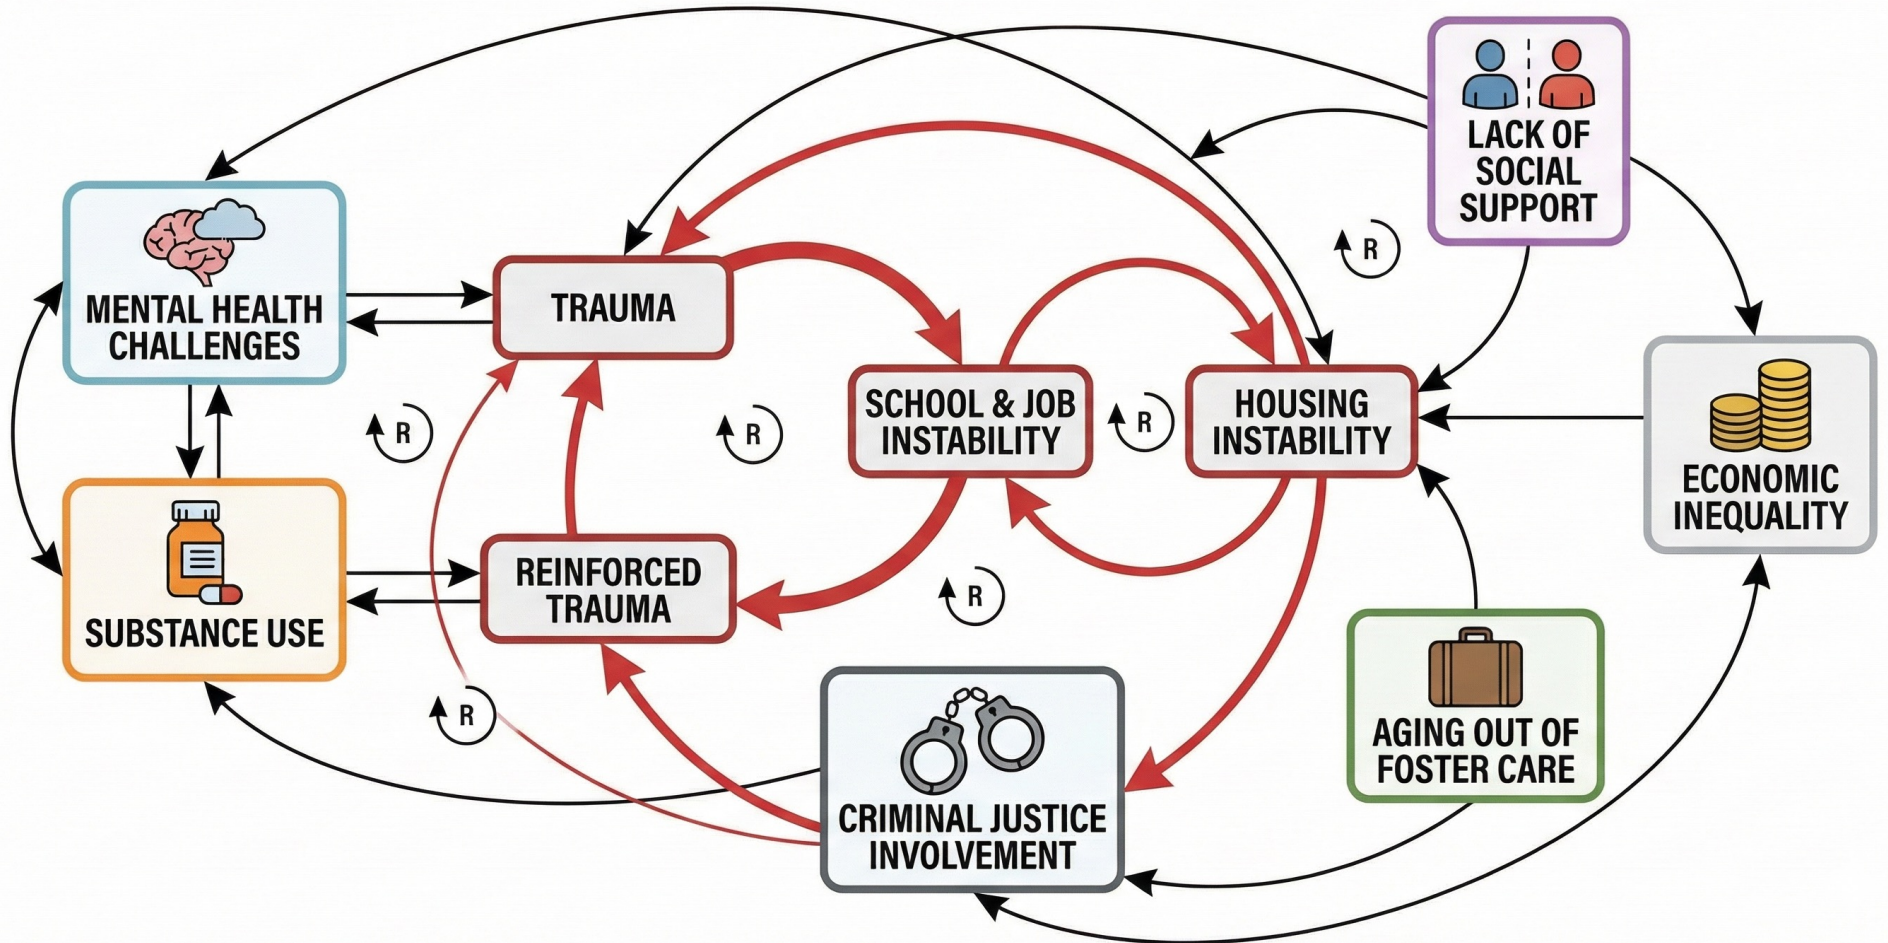 LACK OF
SOCIAL
SUPPORT
R
MENTAL HEALTH
CHALLENGES
TRAUMA
SCHOOL & JOB
INSTABILITY
R
HOUSING
INSTABILITY
R
R
ECONOMIC
INEQUALITY
SUBSTANCE USE
REINFORCED
TRAUMA
R
R
CRIMINAL JUSTICE
INVOLVEMENT
AGING OUT OF
FOSTER CARE